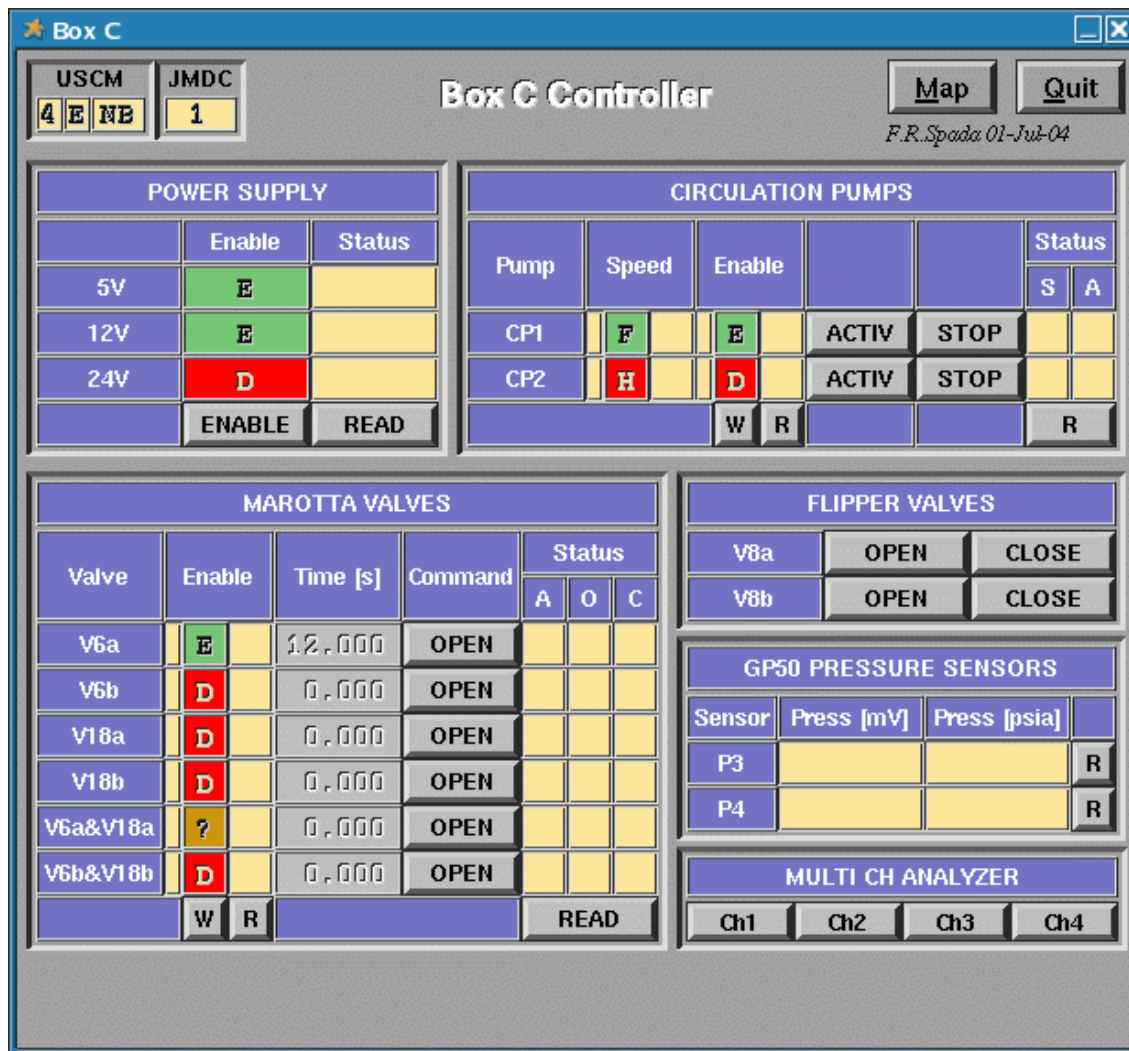 Box C
USCM JMDC
4 E NB 1
Box C Controller
Map Quit
F.R.Spada 01-Jul-04
POWER SUPPLY
Enable Status
5V E
12V E
24V D
ENABLE READ
CIRCULATION PUMPS
Pump Speed Enable Status
S A
CP1 F E ACTIV STOP
CP2 H D ACTIV STOP
W R R
MAROTTA VALVES
Valve Enable Time [s] Command Status
A O C
V6a E 12.000 OPEN
V6b D 0.000 OPEN
V18a D 0.000 OPEN
V18b D 0.000 OPEN
V6a&V18a ? 0.000 OPEN
V6b&V18b D 0.000 OPEN
W R READ
FLIPPER VALVES
V8a OPEN CLOSE
V8b OPEN CLOSE
GP50 PRESSURE SENSORS
Sensor Press [mV] Press [psia]
P3 R
P4 R
MULTI CH ANALYZER
Ch1 Ch2 Ch3 Ch4